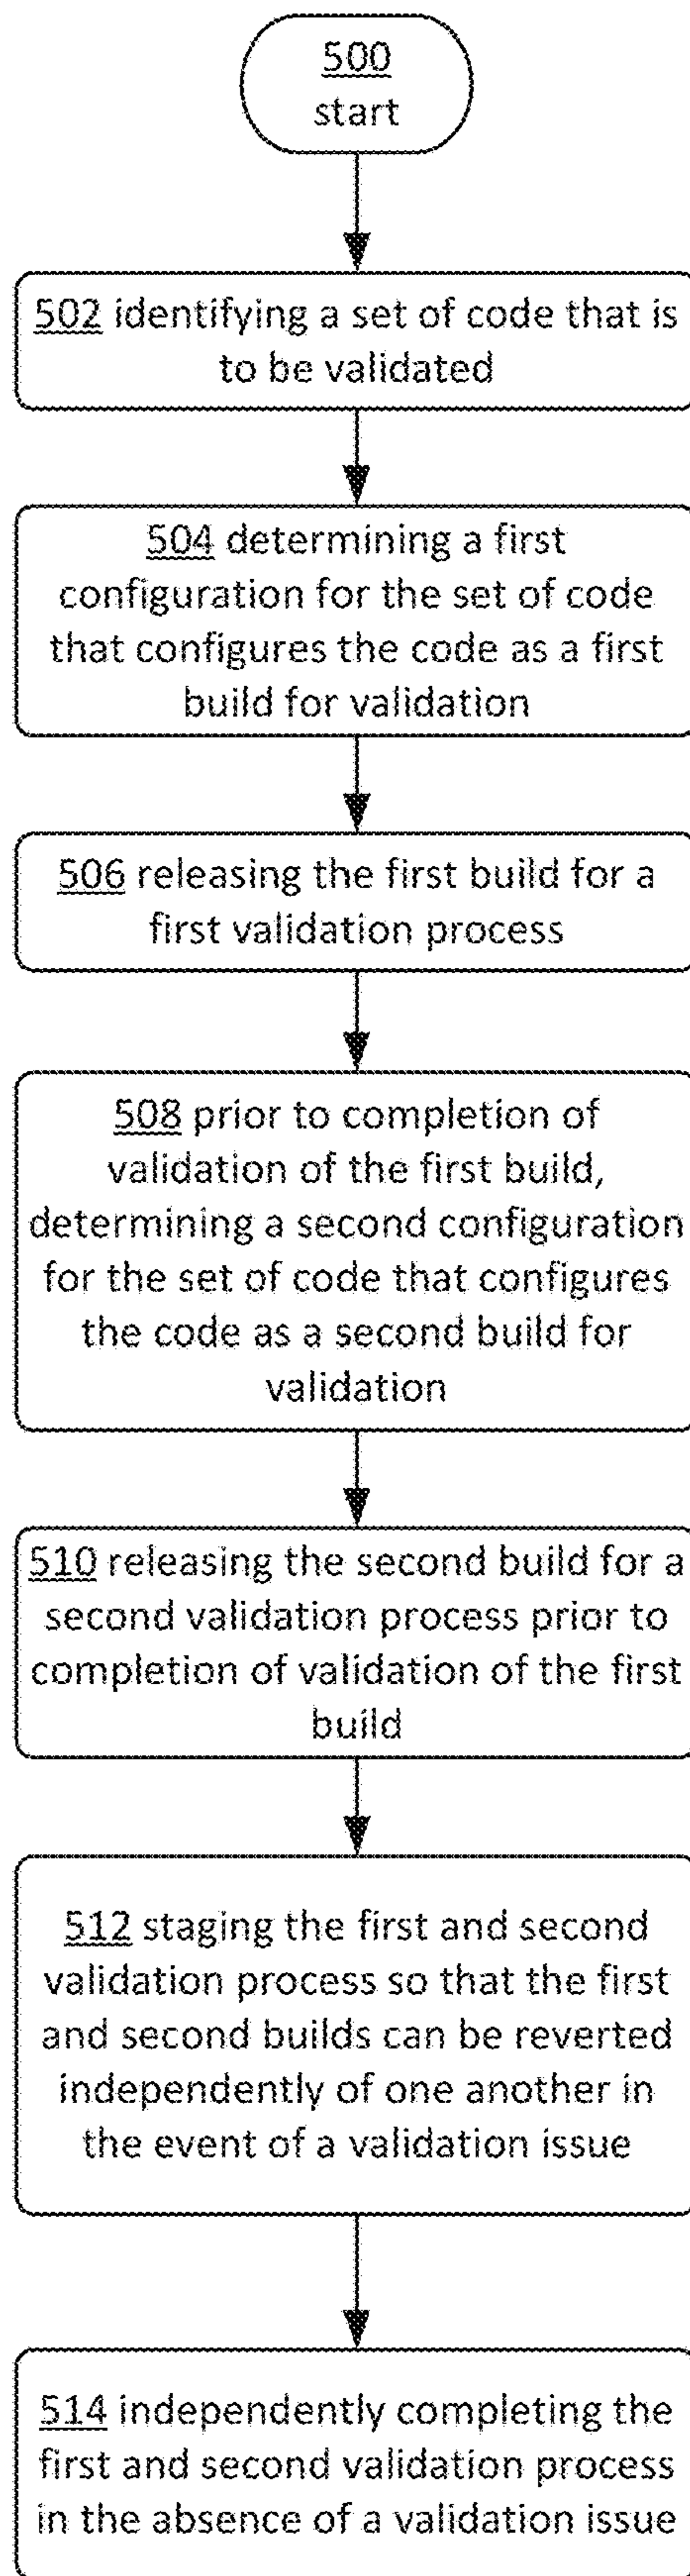 500
start
502 identifying a set of code that is
to be validated
504 determining a first
configuration for the set of code
that configures the code as a first
build for validation
506 releasing the first build for a
first validation process
508 prior to completion of
validation of the first build,
determining a second configuration
for the set of code that configures
the code as a second build for
validation
510 releasing the second build for a
second validation process prior to
completion of validation of the first
build
512 staging the first and second
validation process so that the first
and second builds can be reverted
independently of one another in
the event of a validation issue
514 independently completing the
first and second validation process
in the absence of a validation issue